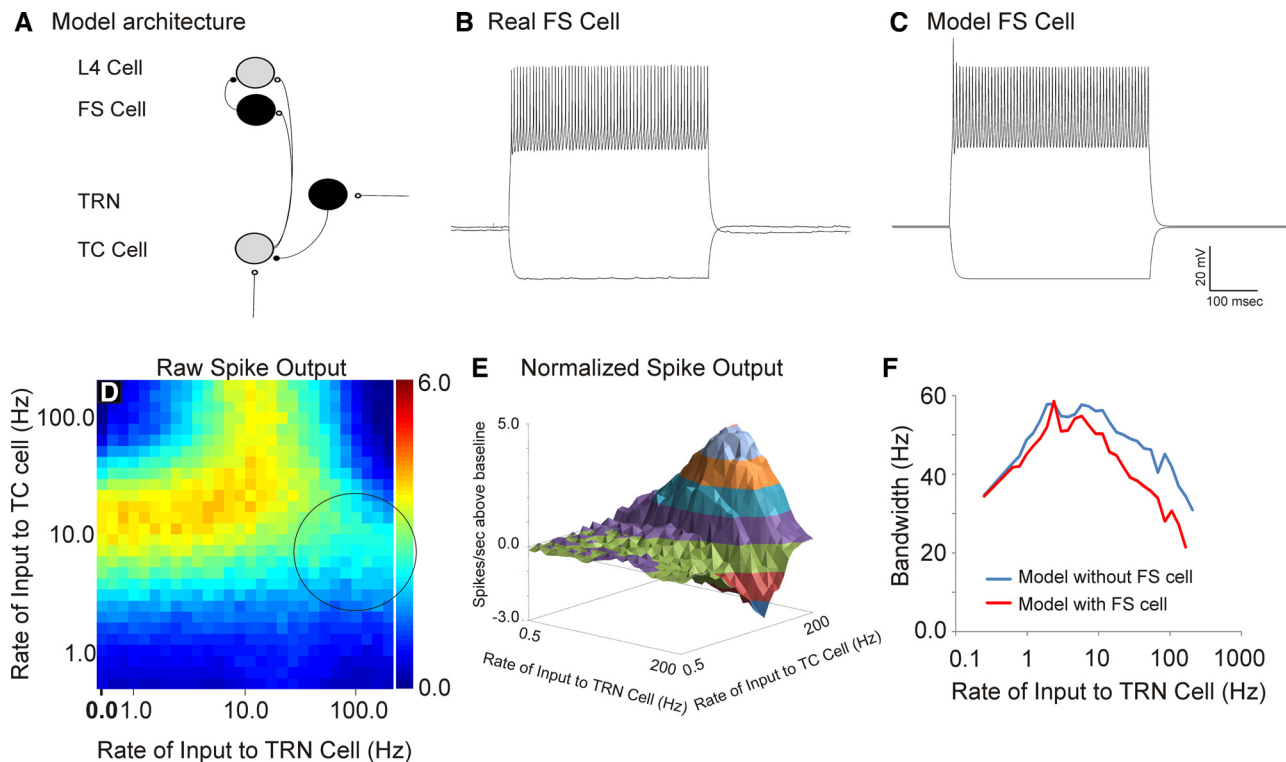 A Model architecture
L4 Cell
FS Cell
TRN
TC Cell
B Real FS Cell
C Model FS Cell
20 mV
100 msec
Raw Spike Output
D
Rate of Input to TC cell (Hz)
100.0
10.0
1.0
6.0
0.0
0.01.0
10.0
100.0
Rate of Input to TRN Cell (Hz)
E Normalized Spike Output
Spikes/sec above baseline
5.0
0.0
-3.0
0.5
200
0.5
200
Rate of Input to TRN Cell (Hz)
Rate of Input to TC Cell (Hz)
F
Bandwidth (Hz)
60
40
20
0.0
Model without FS cell
Model with FS cell
0.1
1
10
100
1000
Rate of Input to TRN Cell (Hz)